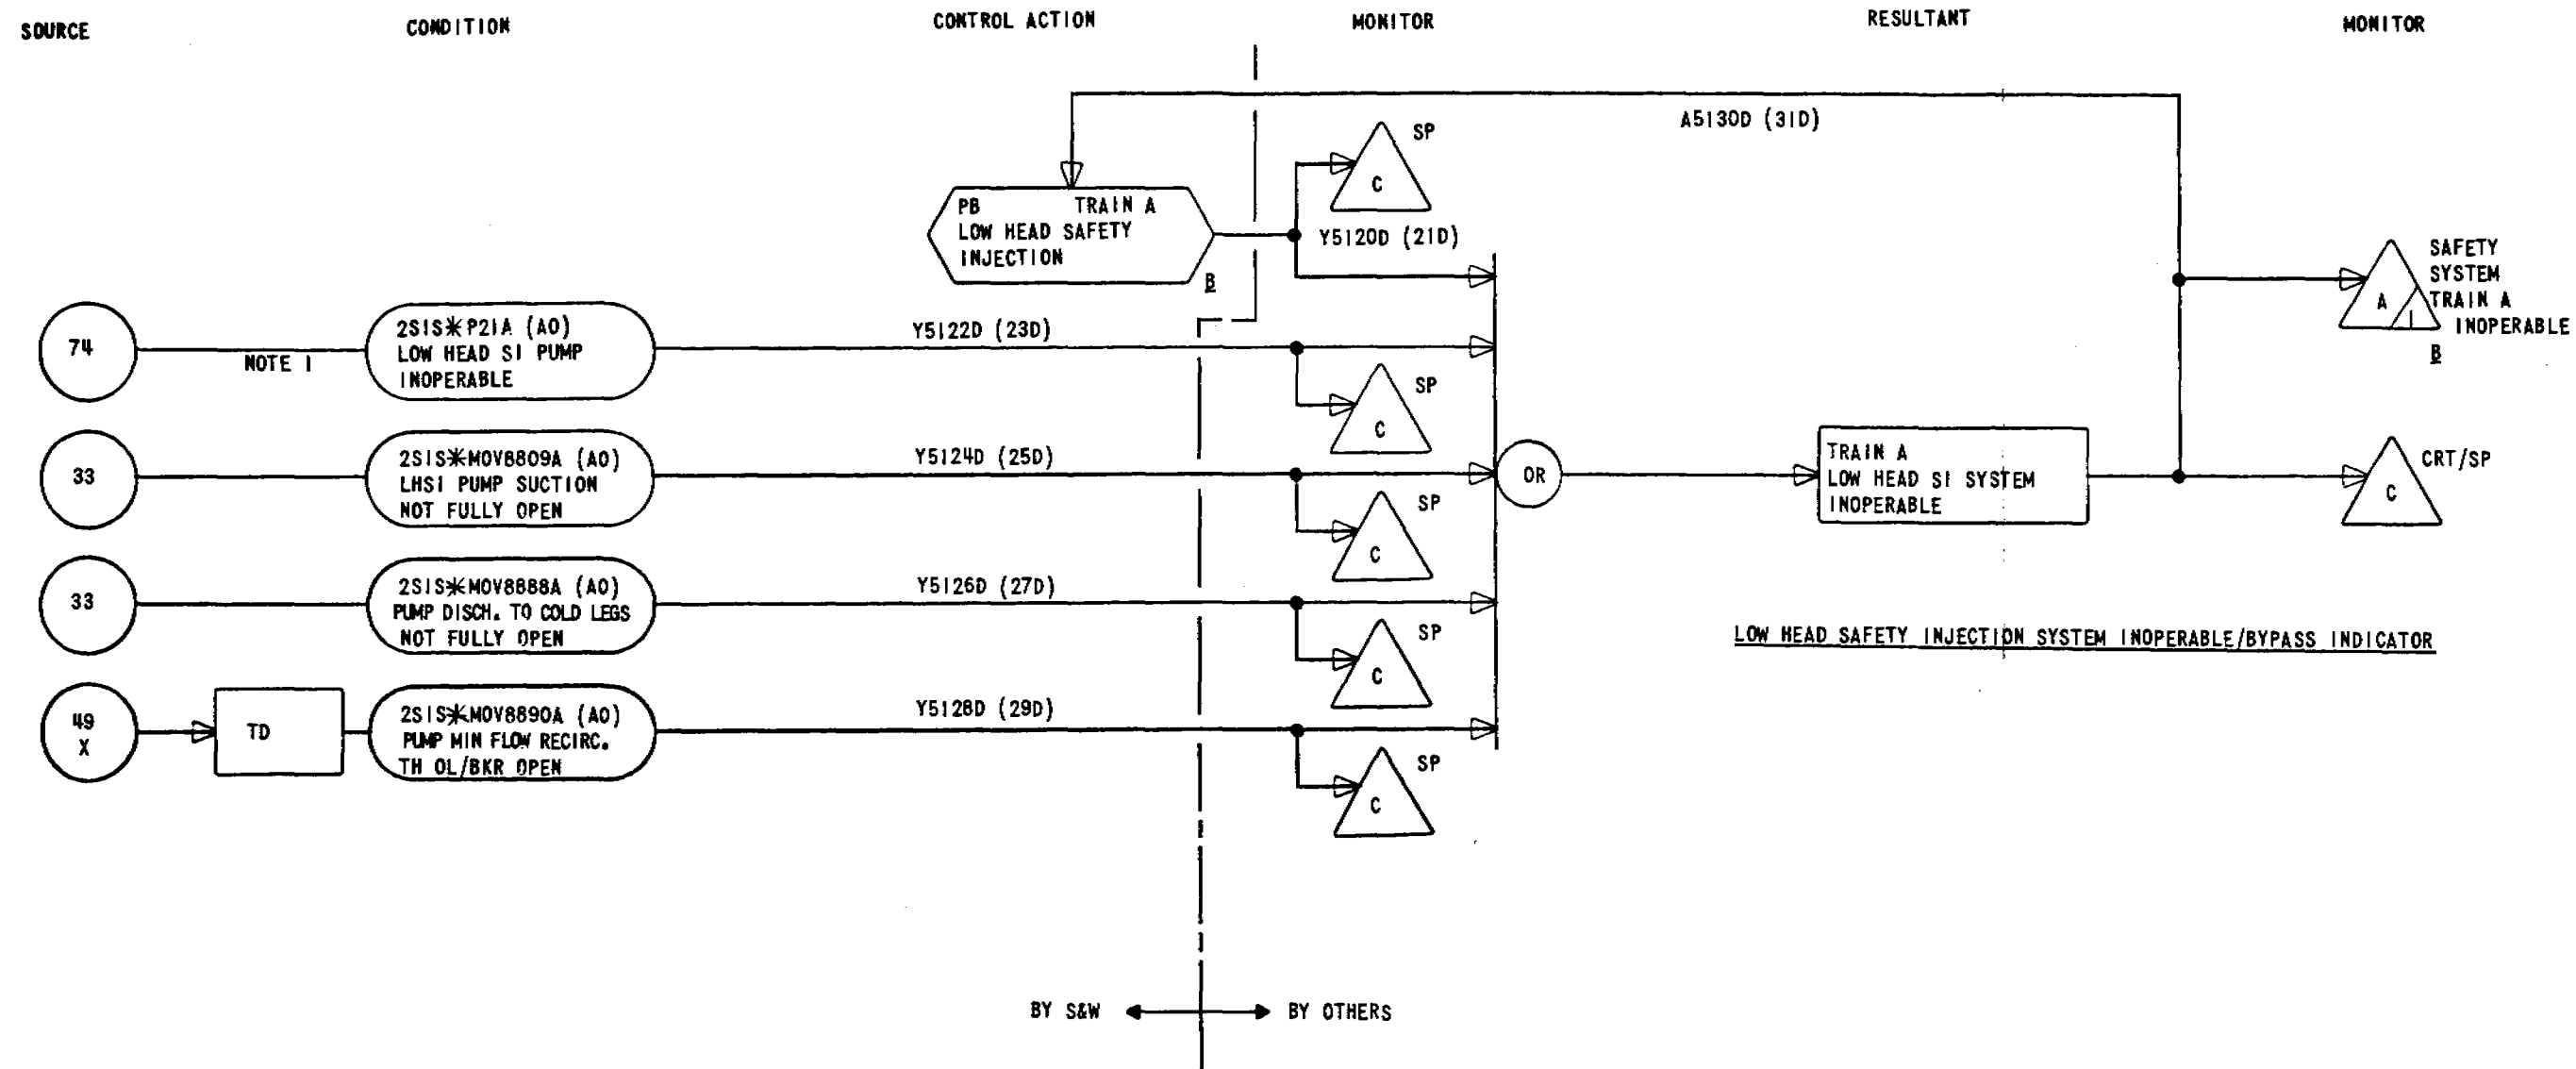 SOURCE
CONDITION
CONTROL ACTION
MONITOR
RESULTANT
MONITOR
A5130D (31D)
SP
C
PB TRAIN A
LOW HEAD SAFETY
INJECTION
B
Y5120D (21D)
SAFETY
SYSTEM
TRAIN A
INOPERABLE
A
1
B
74
NOTE 1
2SIS*P21A (AO)
LOW HEAD SI PUMP
INOPERABLE
Y5122D (23D)
SP
C
33
2SIS*MOV8809A (AO)
LHSI PUMP SUCTION
NOT FULLY OPEN
Y5124D (25D)
SP
C
OR
TRAIN A
LOW HEAD SI SYSTEM
INOPERABLE
CRT/SP
C
33
2SIS*MOV8888A (AO)
PUMP DISCH. TO COLD LEGS
NOT FULLY OPEN
Y5126D (27D)
SP
C
LOW HEAD SAFETY INJECTION SYSTEM INOPERABLE/BYPASS INDICATOR
49
X
TD
2SIS*MOV8890A (AO)
PUMP MIN FLOW RECIRC.
TH OL/BKR OPEN
Y5128D (29D)
SP
C
BY S&W
BY OTHERS